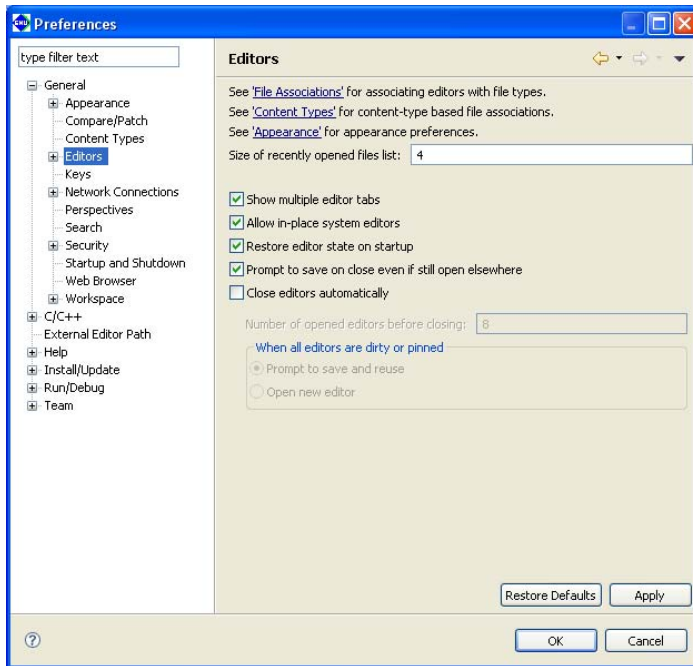 GNU Preferences
type filter text
General
Appearance
Compare/Patch
Content Types
Editors
Keys
Network Connections
Perspectives
Search
Security
Startup and Shutdown
Web Browser
Workspace
C/C++
External Editor Path
Help
Install/Update
Run/Debug
Team
Editors
See 'File Associations' for associating editors with file types.
See 'Content Types' for content-type based file associations.
See 'Appearance' for appearance preferences.
Size of recently opened files list: 4
Show multiple editor tabs
Allow in-place system editors
Restore editor state on startup
Prompt to save on close even if still open elsewhere
Close editors automatically
Number of opened editors before closing: 8
When all editors are dirty or pinned
Prompt to save and reuse
Open new editor
Restore Defaults Apply
? OK Cancel